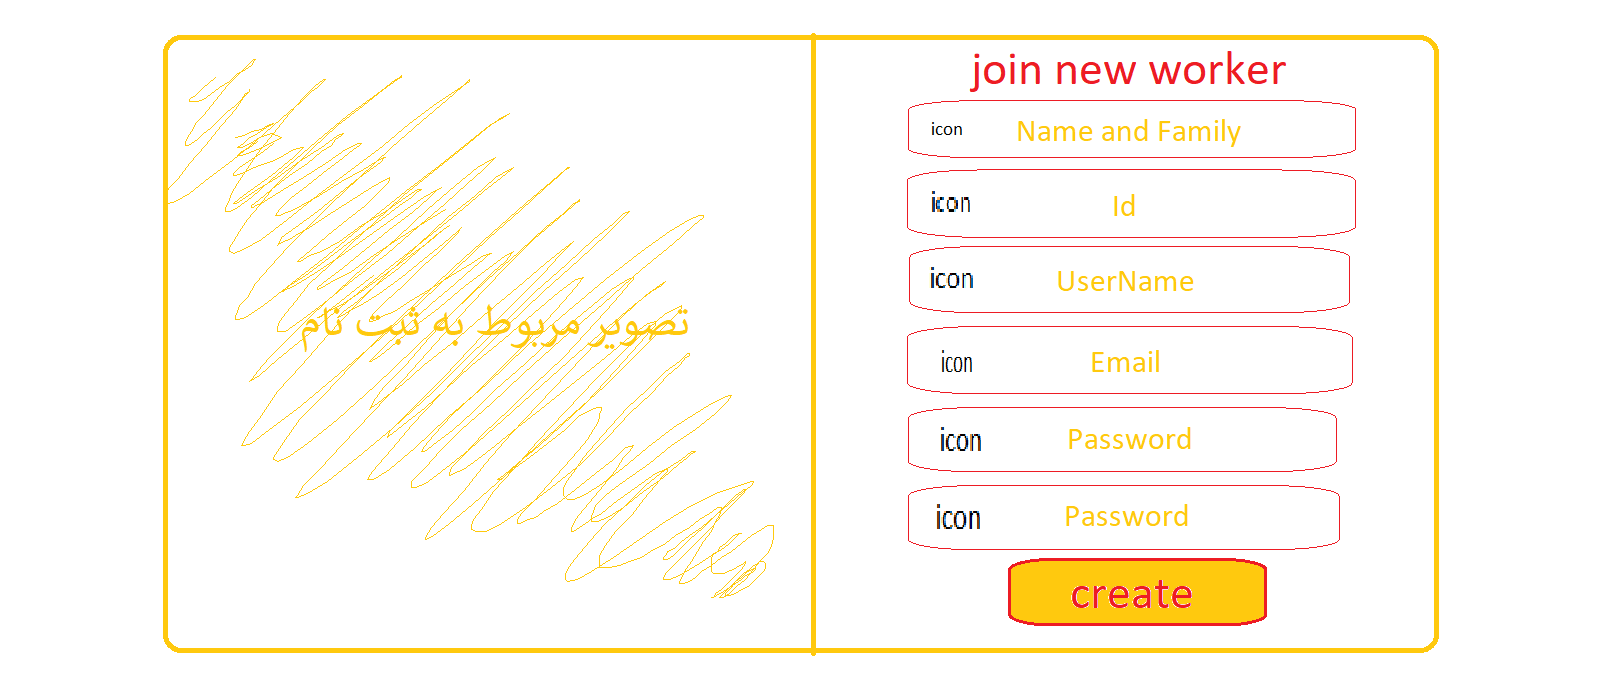 تصویر مربوط به ثبت نام
join new worker
icon Name and Family
icon Id
icon UserName
icon Email
icon Password
icon Password
create